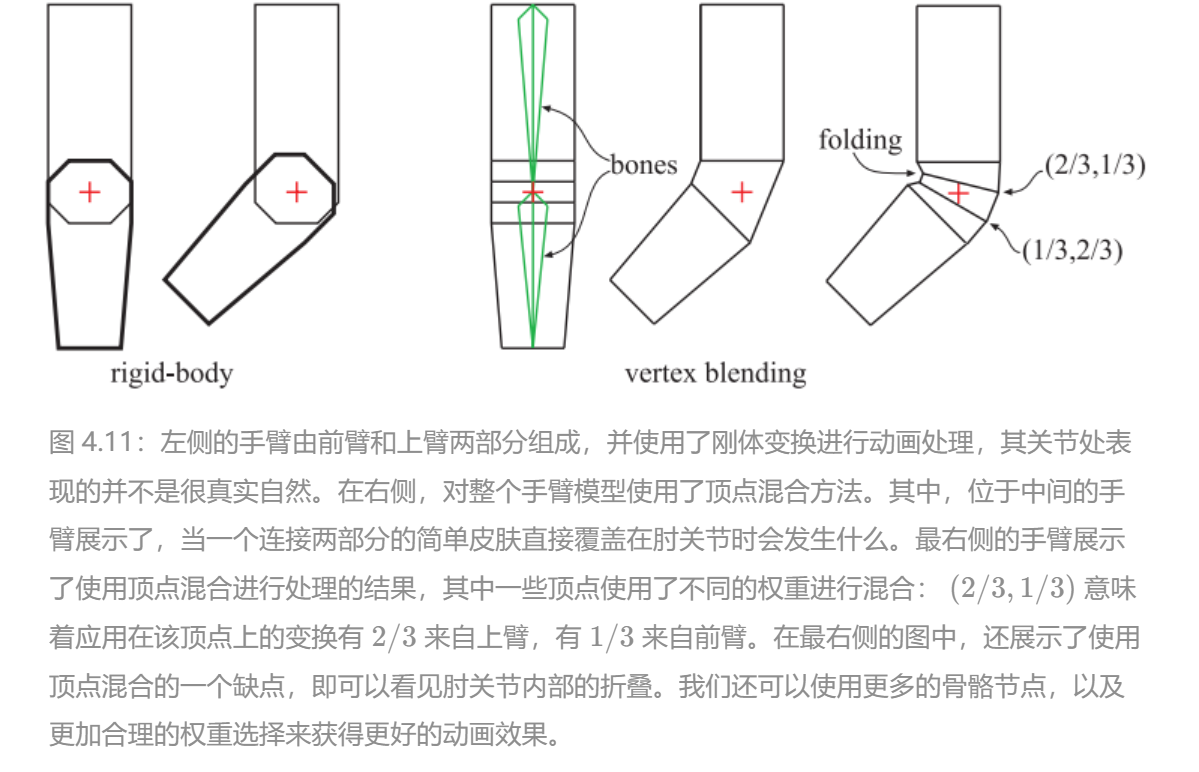 folding
(2/3,1/3)
bones
(1/3,2/3)
rigid-body
vertex blending
图 4.11：左侧的手臂由前臂和上臂两部分组成，并使用了刚体变换进行动画处理，其关节处表
现的并不是很真实自然。在右侧，对整个手臂模型使用了顶点混合方法。其中，位于中间的手
臂展示了，当一个连接两部分的简单皮肤直接覆盖在肘关节时会发生什么。最右侧的手臂展示
了使用顶点混合进行处理的结果，其中一些顶点使用了不同的权重进行混合： (2/3, 1/3) 意味
着应用在该顶点上的变换有 2/3 来自上臂，有 1/3 来自前臂。在最右侧的图中，还展示了使用
顶点混合的一个缺点，即可以看见肘关节内部的折叠。我们还可以使用更多的骨骼节点，以及
更加合理的权重选择来获得更好的动画效果。